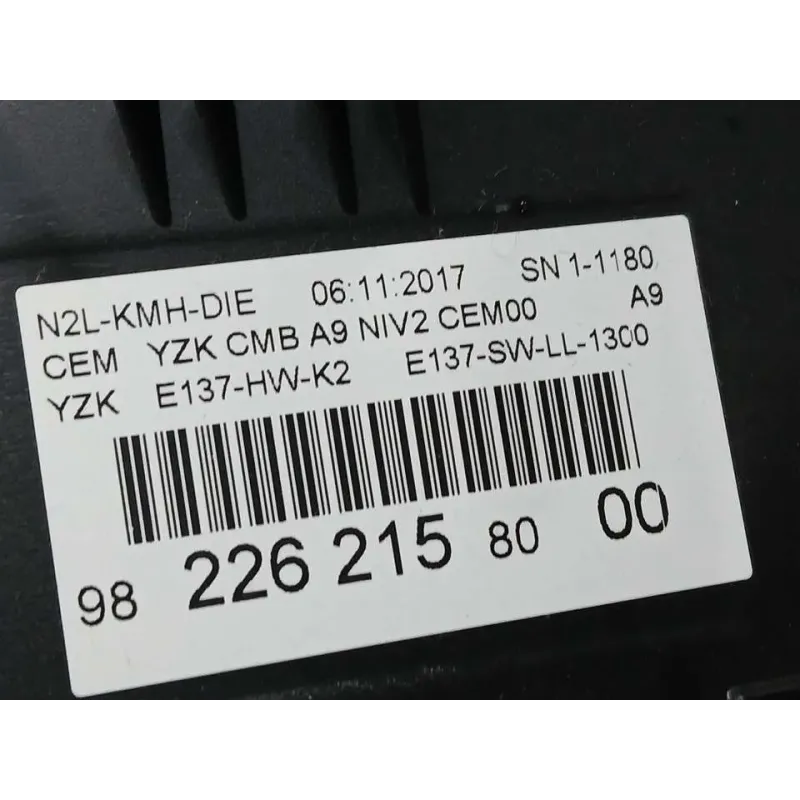 N2L-KMH-DIE 06:11:2017 SN 1-1180
CEM YZK CMB A9 NIV2 CEM00 A9
YZK E137-HW-K2 E137-SW-LL-1300
98 226 215 80 00